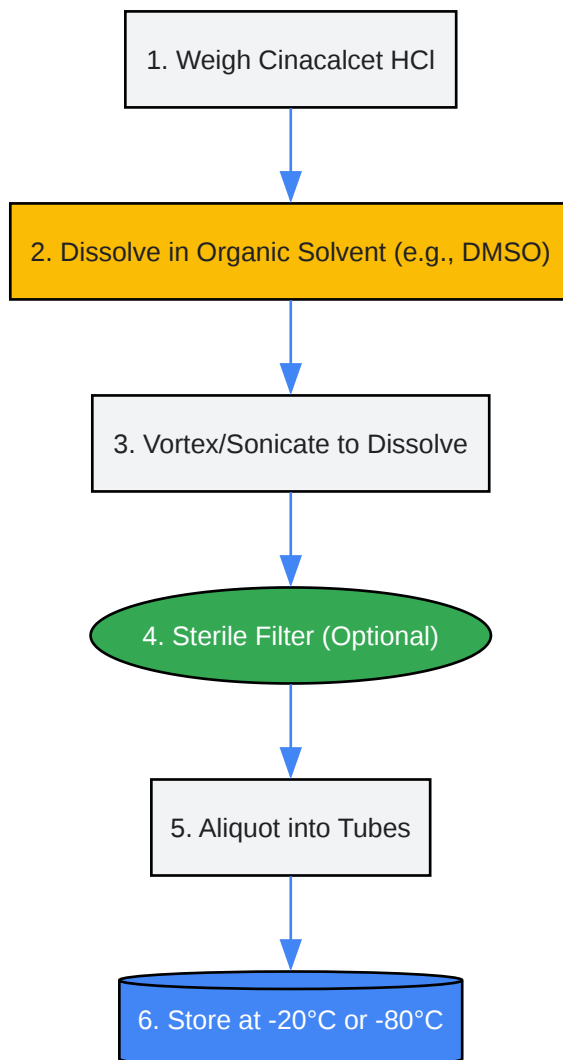 1. Weigh Cinacalcet HCl
2. Dissolve in Organic Solvent (e.g., DMSO)
3. Vortex/Sonicate to Dissolve
4. Sterile Filter (Optional)
5. Aliquot into Tubes
6. Store at -20°C or -80°C